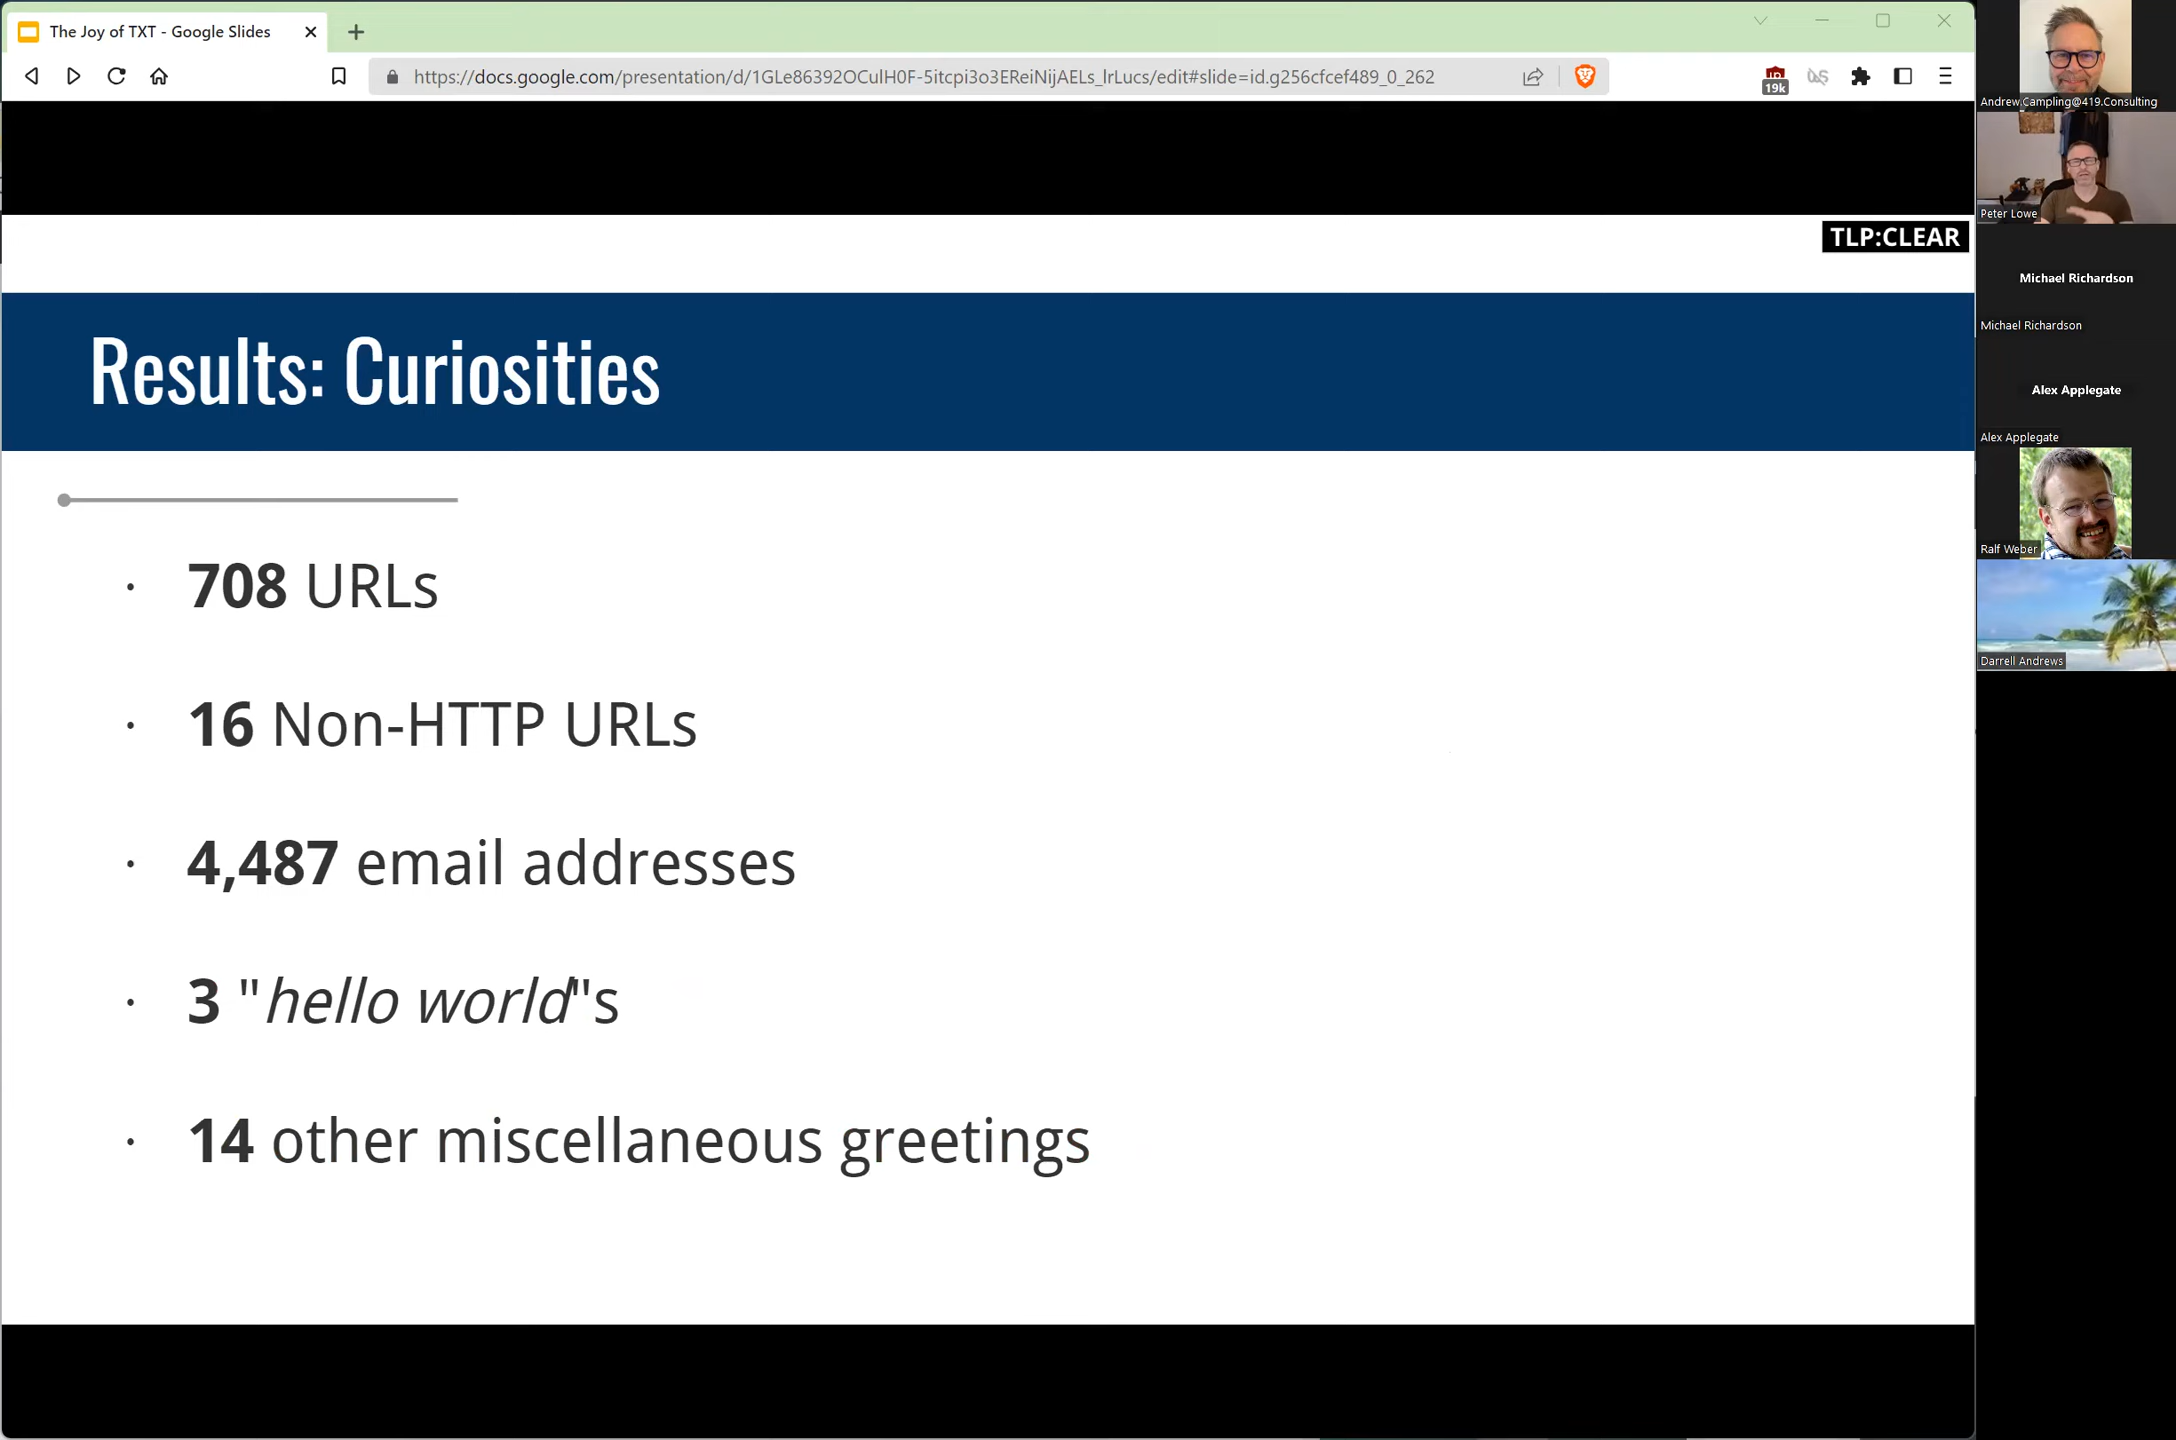 The Joy of TXT - Google Slides
https://docs.google.com/presentation/d/1GLe86392OCulH0F-5itcpi3o3EReiNijAELs_lrLucs/edit#slide=id.g256cfcef489_0_262
19k
TLP:CLEAR
Results: Curiosities
· 708 URLs
· 16 Non-HTTP URLs
· 4,487 email addresses
· 3 "hello world"s
· 14 other miscellaneous greetings
Andrew.Campling@419.Consulting
Peter Lowe
Michael Richardson
Michael Richardson
Alex Applegate
Alex Applegate
Ralf Weber
Darrell Andrews